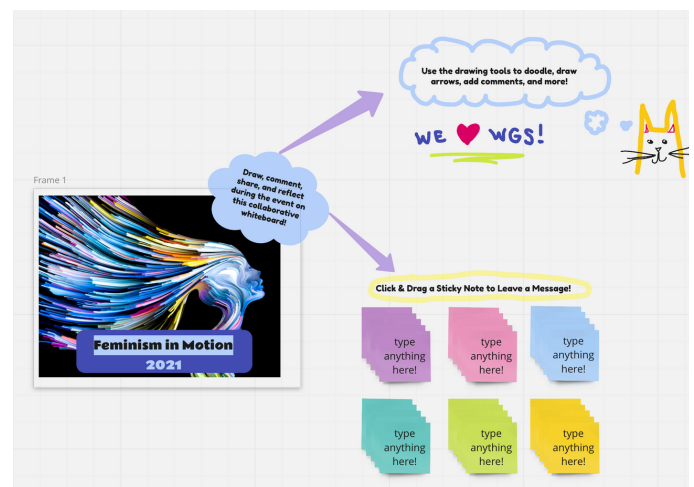 Use the drawing tools to doodle, draw
arrows, add comments, and more!
WE WGS!
Frame 1
Draw, comment,
share, and reflect
during the event on
this collaborative
whiteboard!
Feminism in Motion
2021
Click & Drag a Sticky Note to Leave a Message!
type
anything
here!
type
anything
here!
type
anything
here!
type
anything
here!
type
anything
here!
type
anything
here!